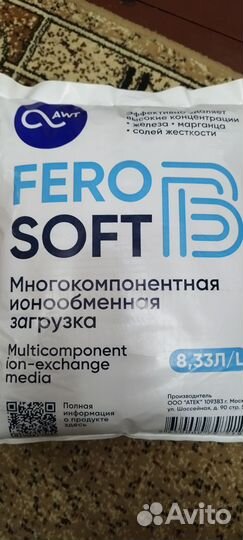 AWT
Эффективно удаляет
высокие концентрации
• железа • марганца
• солей жесткости
FERO
SOFT B
Многокомпонентная
ионообменная
загрузка
Multicomponent
ion-exchange
media
8,33Л/L
Полная
информация
о продукте
здесь
Производитель
ООО "АТЕК" 109383 г. Мос
ул. Шоссейная, д. 90 стр.
Avito